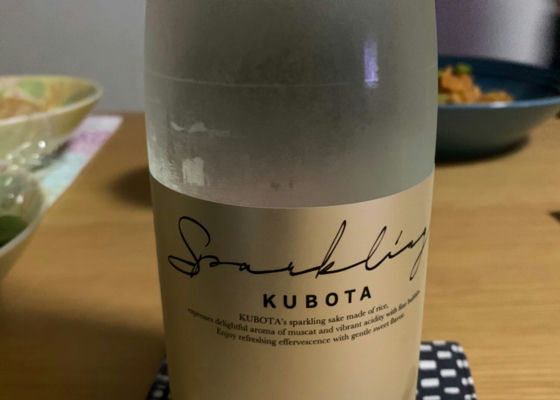 Sparkling
KUBOTA
KUBOTA's sparkling sake made of rice,
expresses delightful aroma of muscat and vibrant acidity with fine bubbles.
Enjoy refreshing effervescence with gentle sweet flavor.